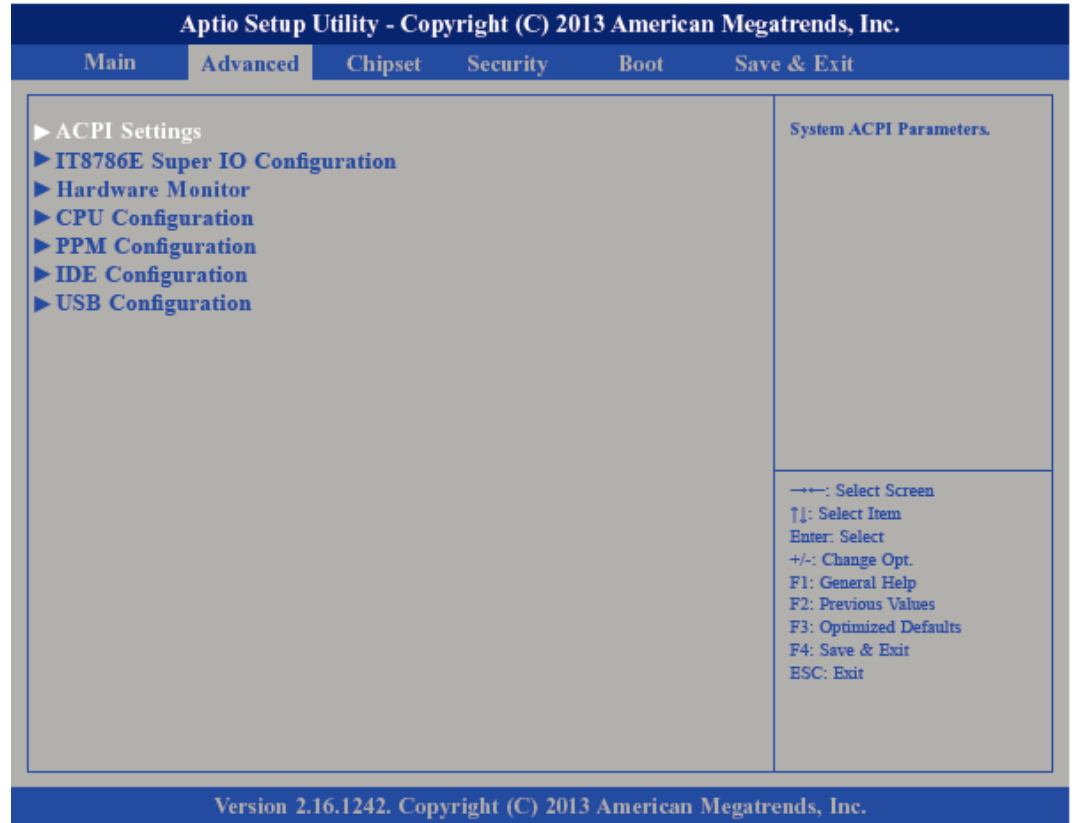 Aptio Setup Utility - Copyright (C) 2013 American Megatrends, Inc.
Main Advanced Chipset Security Boot Save & Exit
▶ ACPI Settings
▶ IT8786E Super IO Configuration
▶ Hardware Monitor
▶ CPU Configuration
▶ PPM Configuration
▶ IDE Configuration
▶ USB Configuration
System ACPI Parameters.
→←: Select Screen
↑↓: Select Item
Enter: Select
+/-: Change Opt.
F1: General Help
F2: Previous Values
F3: Optimized Defaults
F4: Save & Exit
ESC: Exit
Version 2.16.1242. Copyright (C) 2013 American Megatrends, Inc.